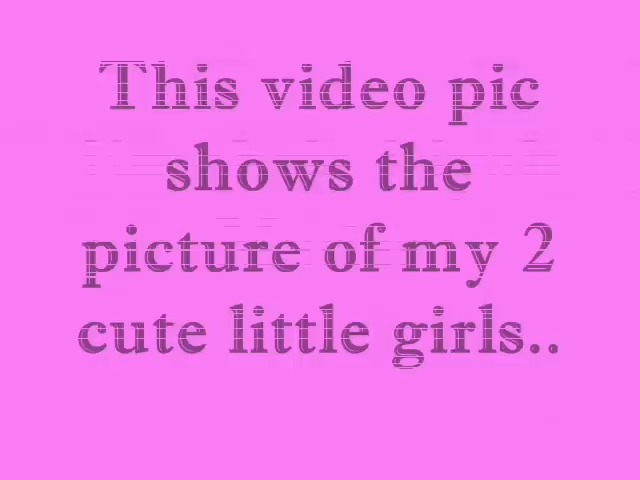 This video pic
shows the
picture of my 2
cute little girls..